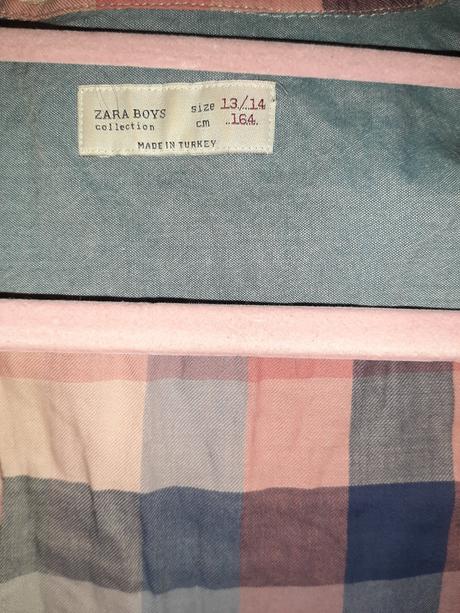 ZARA BOYS size 13/14
collection cm 164
MADE IN TURKEY